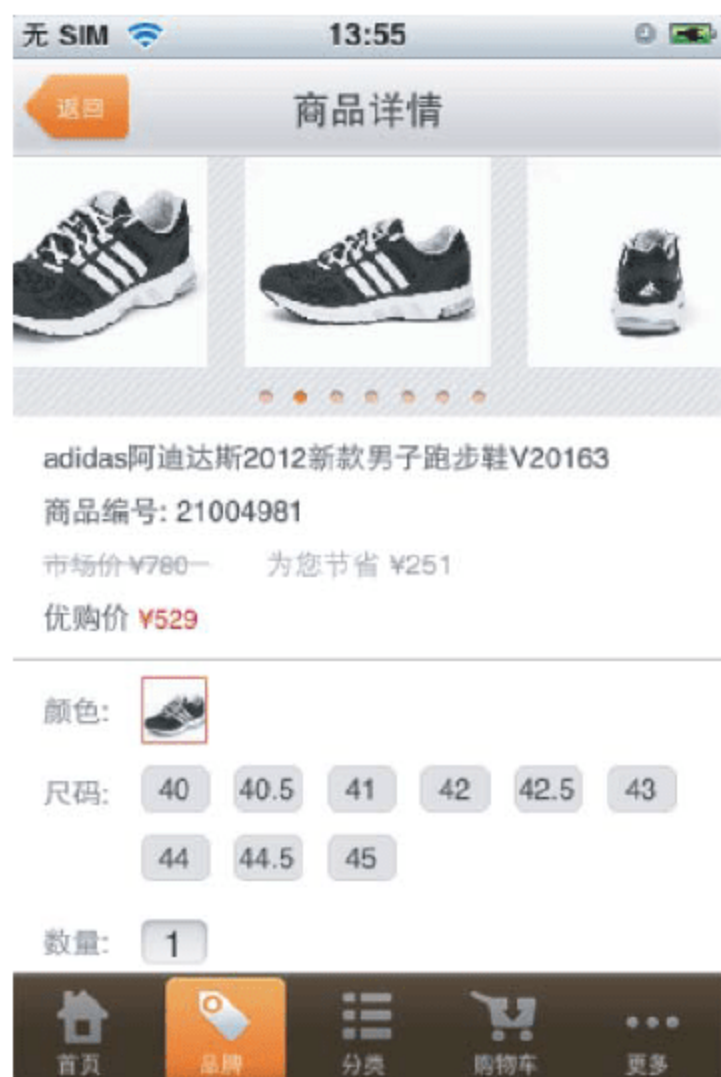 无 SIM 13:55
返回 商品详情
adidas阿迪达斯2012新款男子跑步鞋V20163
商品编号: 21004981
市场价 ¥780 为您节省 ¥251
优购价 ¥529
颜色:
尺码: 40 40.5 41 42 42.5 43
44 44.5 45
数量: 1
首页 品牌 分类 购物车 更多